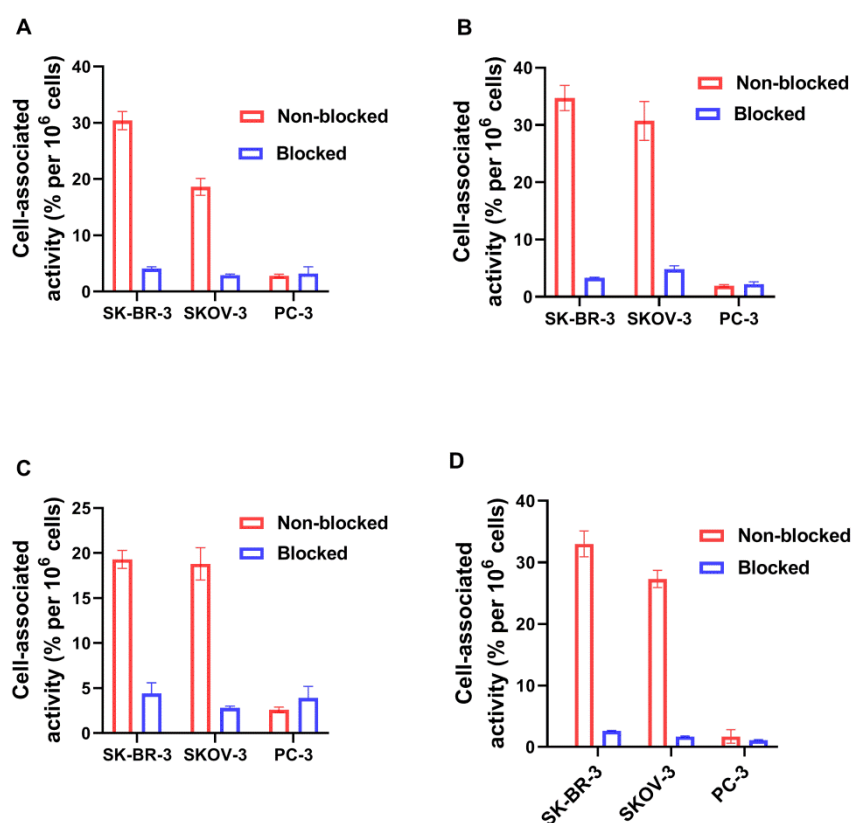 A
Cell-associated
activity (% per 10⁶ cells)
40
30
20
10
0
Non-blocked
Blocked
SK-BR-3
SKOV-3
PC-3
B
Cell-associated
activity (% per 10⁶ cells)
40
30
20
10
0
Non-blocked
Blocked
SK-BR-3
SKOV-3
PC-3
C
Cell-associated
activity (% per 10⁶ cells)
25
20
15
10
5
0
Non-blocked
Blocked
SK-BR-3
SKOV-3
PC-3
D
Cell-associated
activity (% per 10⁶ cells)
40
30
20
10
0
Non-blocked
Blocked
SK-BR-3
SKOV-3
PC-3